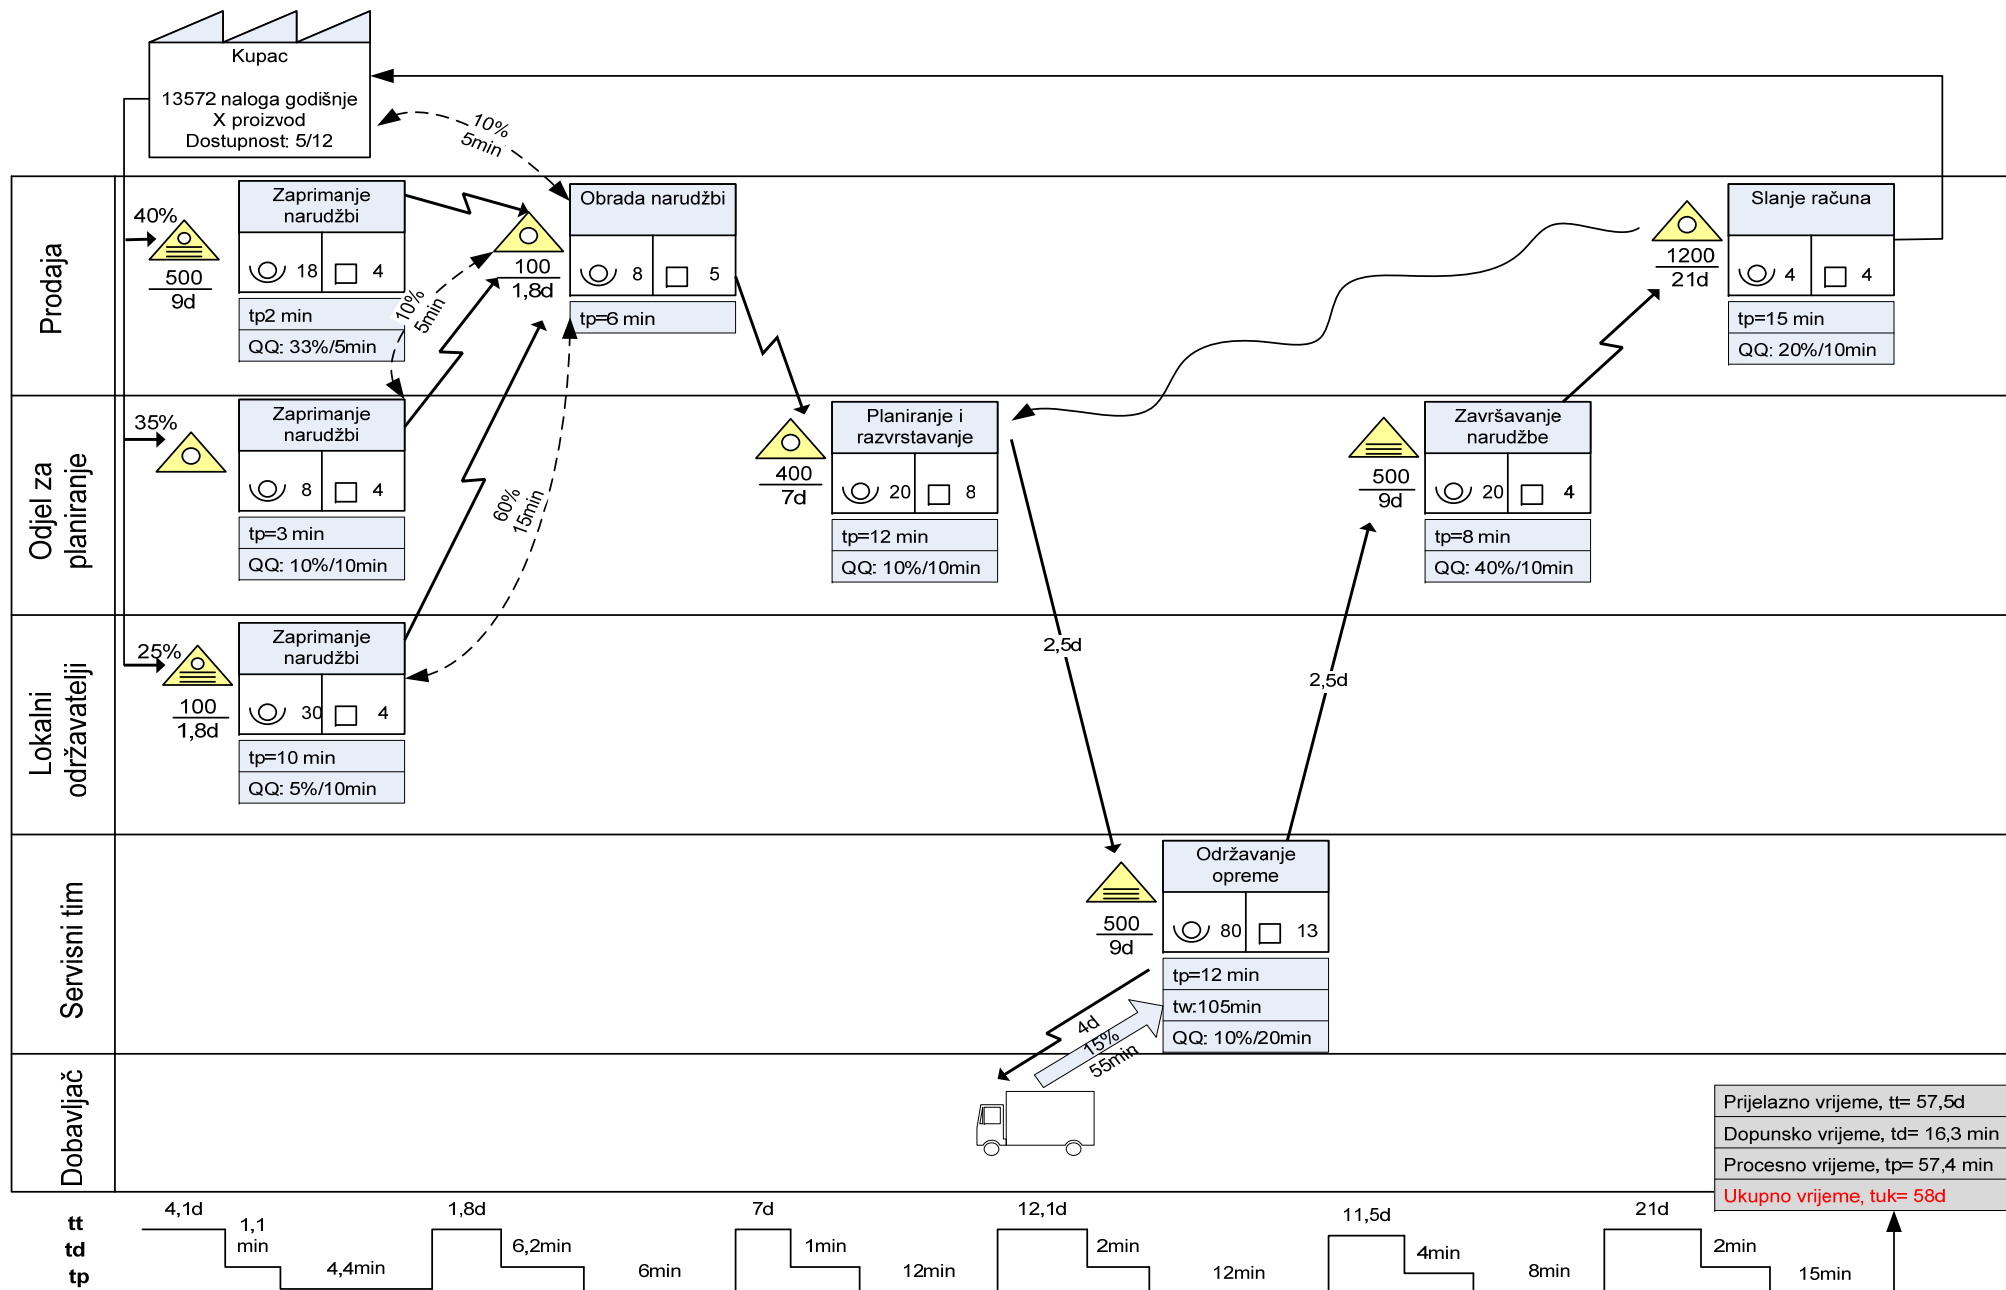 Kupac
13572 naloga godišnje
X proizvod
Dostupnost: 5/12
10%
5min
Prodaja
40%
500
9d
Zaprimanje
narudžbi
18
4
tp2 min
QQ: 33%/5min
10%
5min
100
1,8d
Obrada narudžbi
8
5
tp=6 min
1200
21d
Slanje računa
4
4
tp=15 min
QQ: 20%/10min
Odjel za
planiranje
35%
Zaprimanje
narudžbi
8
4
tp=3 min
QQ: 10%/10min
60%
15min
400
7d
Planiranje i
razvrstavanje
20
8
tp=12 min
QQ: 10%/10min
500
9d
Završavanje
narudžbe
20
4
tp=8 min
QQ: 40%/10min
Lokalni
održavatelji
25%
100
1,8d
Zaprimanje
narudžbi
30
4
tp=10 min
QQ: 5%/10min
2,5d
2,5d
Servisni tim
500
9d
Održavanje
opreme
80
13
tp=12 min
tw:105min
QQ: 10%/20min
4d
15%
55min
Dobavljač
Prijelazno vrijeme, tt= 57,5d
Dopunsko vrijeme, td= 16,3 min
Procesno vrijeme, tp= 57,4 min
Ukupno vrijeme, tuk= 58d
tt
td
tp
4,1d
1,1
min
4,4min
1,8d
6,2min
6min
7d
1min
12min
12,1d
2min
12min
11,5d
4min
8min
21d
2min
15min